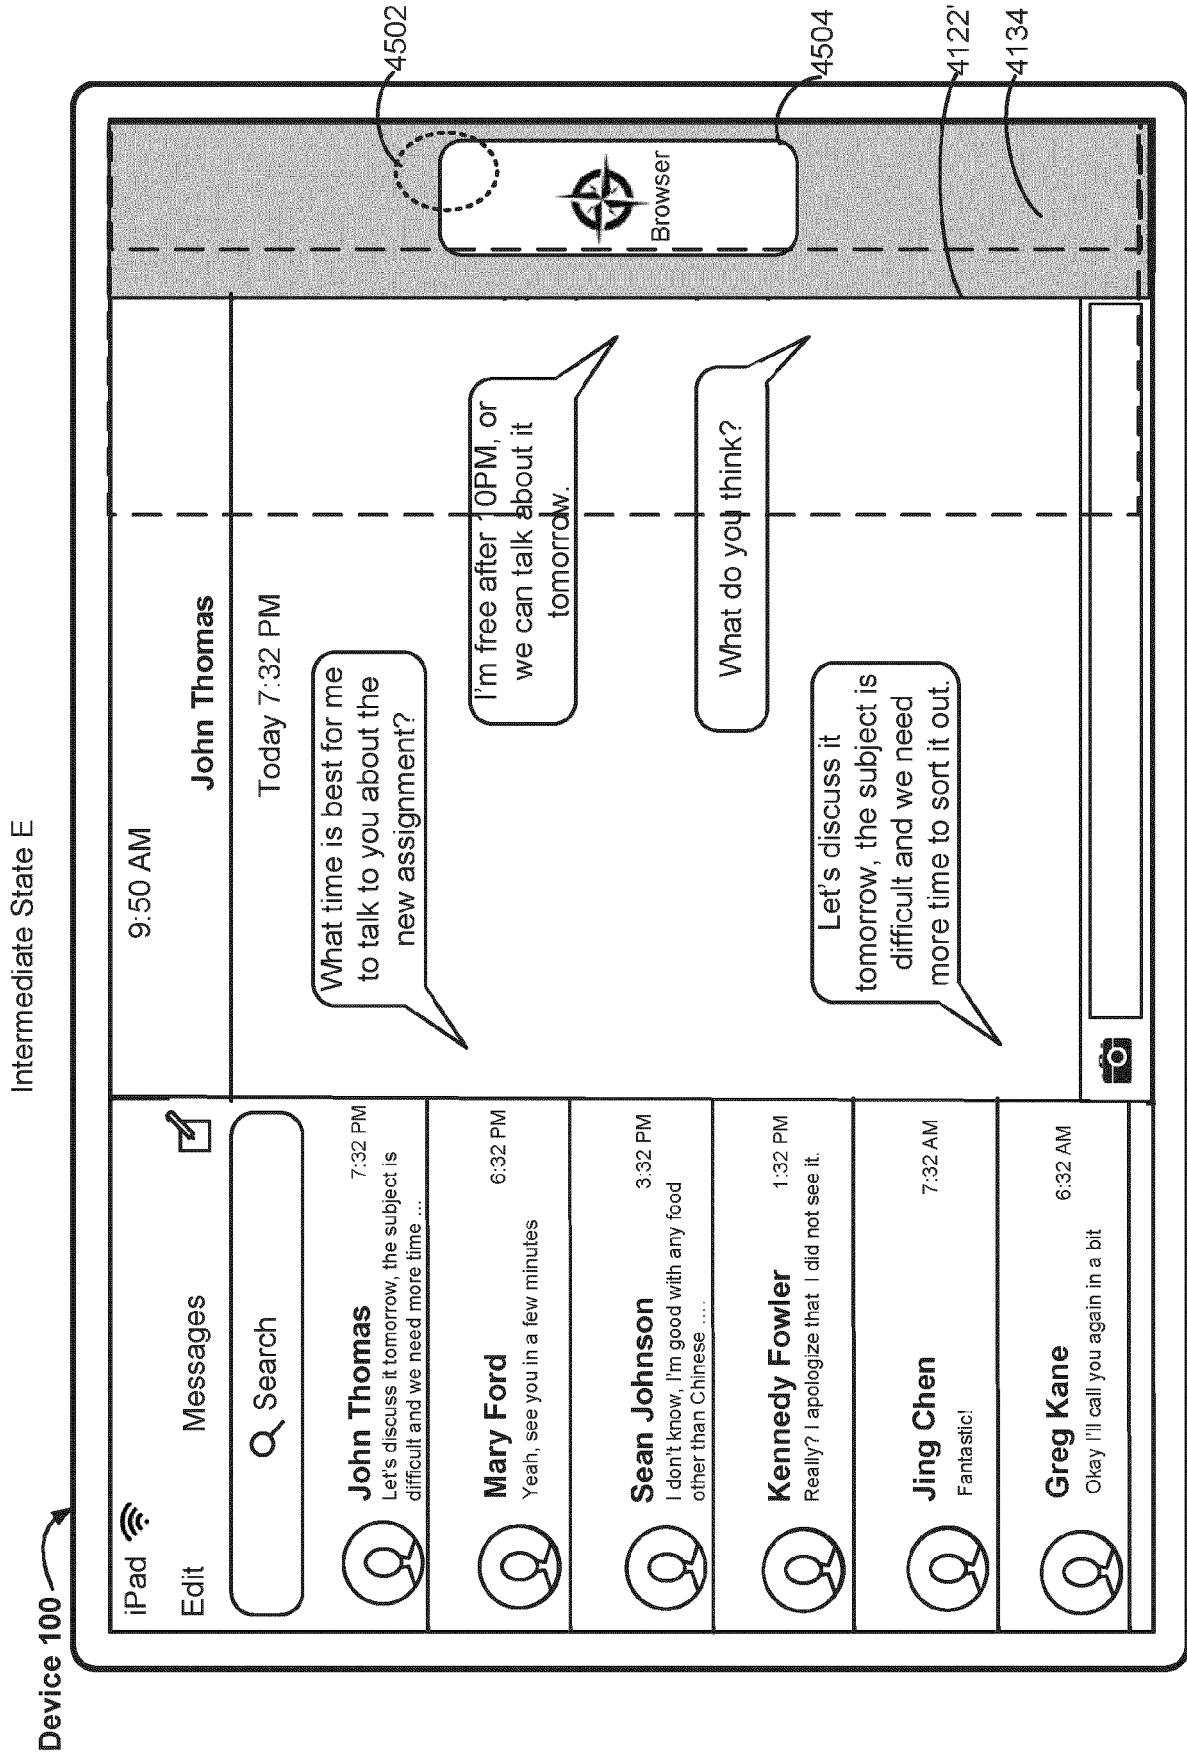 Intermediate State E
Device 100
iPad
9:50 AM
Edit
Messages
John Thomas
Search
Today 7:32 PM
John Thomas
7:32 PM
Let's discuss it tomorrow, the subject is
difficult and we need more time ...
Mary Ford
6:32 PM
Yeah, see you in a few minutes
Sean Johnson
3:32 PM
I don't know, I'm good with any food
other than Chinese ....
Kennedy Fowler
1:32 PM
Really? I apologize that I did not see it.
Jing Chen
7:32 AM
Fantastic!
Greg Kane
6:32 AM
Okay I'll call you again in a bit
What time is best for me
to talk to you about the
new assignment?
I'm free after 10PM, or
we can talk about it
tomorrow.
What do you think?
Let's discuss it
tomorrow, the subject is
difficult and we need
more time to sort it out.
Browser
4502
4504
4122'
4134